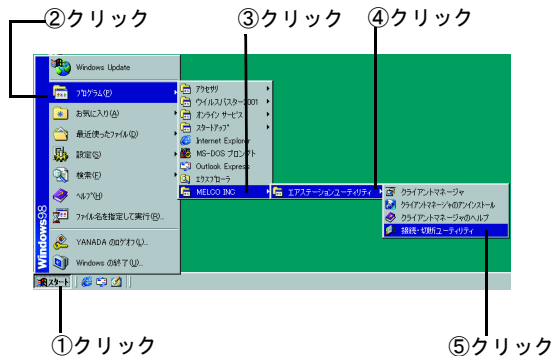 ②クリック
③クリック
④クリック
Windows Update
プログラム(P)
お気に入り(A)
最近使ったファイル(D)
設定(S)
検索(F)
ヘルプ(H)
ファイル名を指定して実行(R)...
YANADA のログオフ(L)...
Windows の終了(U)...
Windows98
アクセサリ
ウイルスバスター2001
オンライン サービス
スタートアップ
Internet Explorer
MS-DOS プロンプト
Outlook Express
エクスプローラ
MELCO INC
エアステーションユーティリティ
クライアントマネージャ
クライアントマネージャのアンインストール
クライアントマネージャのヘルプ
接続・切断ユーティリティ
スタート
①クリック
⑤クリック